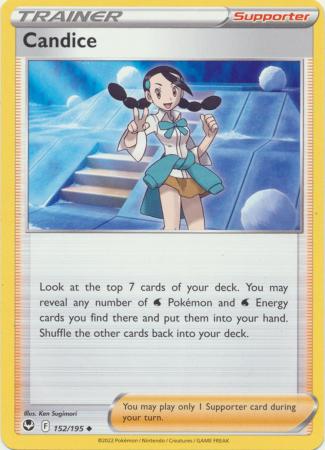 TRAINER Supporter
Candice
Look at the top 7 cards of your deck. You may
reveal any number of Pokémon and Energy
cards you find there and put them into your hand.
Shuffle the other cards back into your deck.
Illus. Ken Sugimori
F 152/195
You may play only 1 Supporter card during
your turn.
©2022 Pokémon / Nintendo / Creatures / GAME FREAK